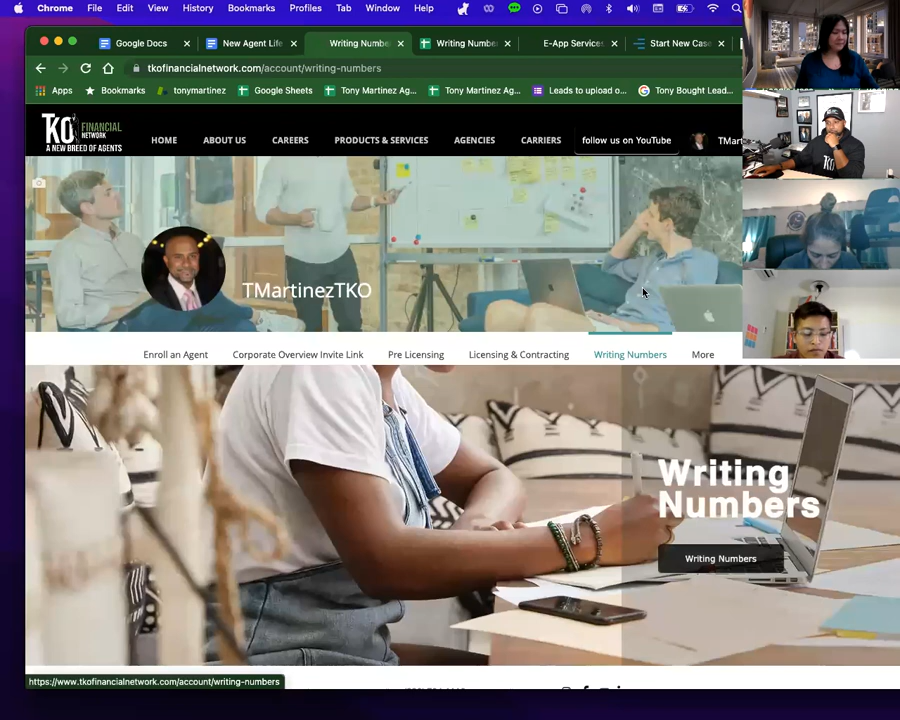 Chrome File Edit View History Bookmarks Profiles Tab Window Help
Google Docs × New Agent Life × Writing Numbe × Writing Numbe × E-App Services × Start New Case ×
tkofinancialnetwork.com/account/writing-numbers
Apps Bookmarks tonymartinez Google Sheets Tony Martinez Ag... Tony Martinez Ag... Leads to upload o... Tony Bought Lead...
TKO FINANCIAL NETWORK
A NEW BREED OF AGENTS
HOME ABOUT US CAREERS PRODUCTS & SERVICES AGENCIES CARRIERS follow us on YouTube TMart
TMartinezTKO
Enroll an Agent Corporate Overview Invite Link Pre Licensing Licensing & Contracting Writing Numbers More
Writing
Numbers
Writing Numbers
https://www.tkofinancialnetwork.com/account/writing-numbers